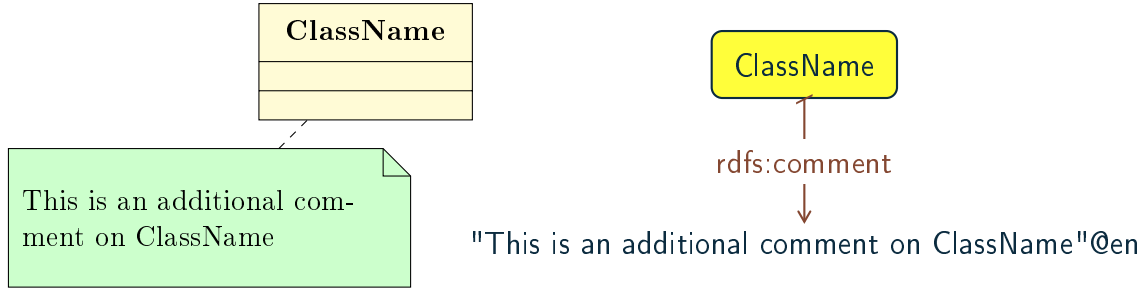 ClassName
This is an additional com-
ment on ClassName
ClassName
rdfs:comment
"This is an additional comment on ClassName"@en